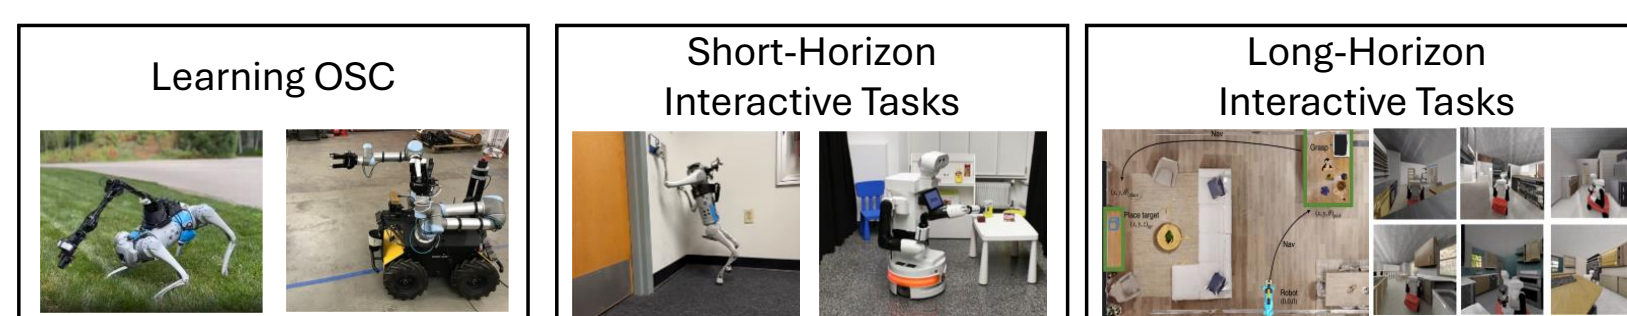 Learning OSC
Short-Horizon
Interactive Tasks
Long-Horizon
Interactive Tasks
Nav
Grasp
Place target
Nav
Robot